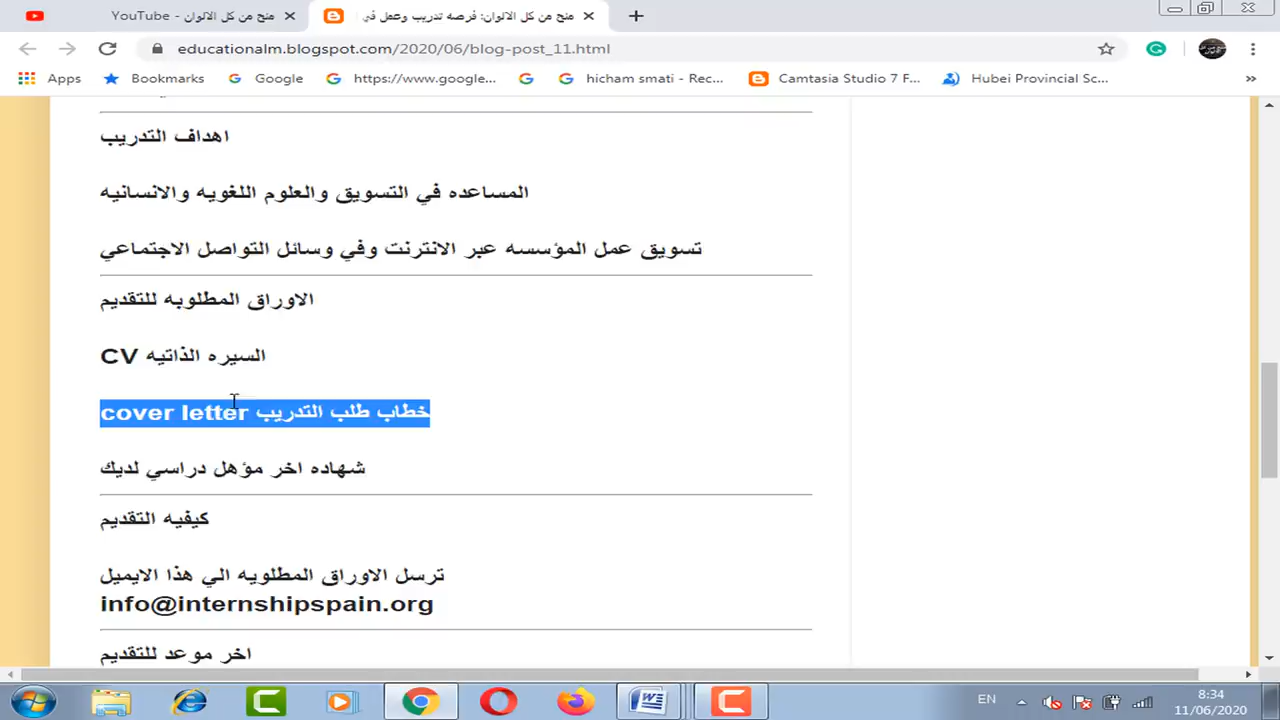 منح من كل الالوان - YouTube
منح من كل الالوان: فرصه تدريب وعمل في
educationalm.blogspot.com/2020/06/blog-post_11.html
Apps Bookmarks Google https://www.google... hicham smati - Rec... Camtasia Studio 7 F... Hubei Provincial Sc... »
اهداف التدريب
المساعده في التسويق والعلوم اللغويه والانسانيه
تسويق عمل المؤسسه عبر الانترنت وفي وسائل التواصل الاجتماعي
الاوراق المطلوبه للتقديم
السيره الذاتيه CV
خطاب طلب التدريب cover letter
شهاده اخر مؤهل دراسي لديك
كيفيه التقديم
ترسل الاوراق المطلويه الي هذا الايميل
info@internshipspain.org
اخر موعد للتقديم
EN 8:34
11/06/2020